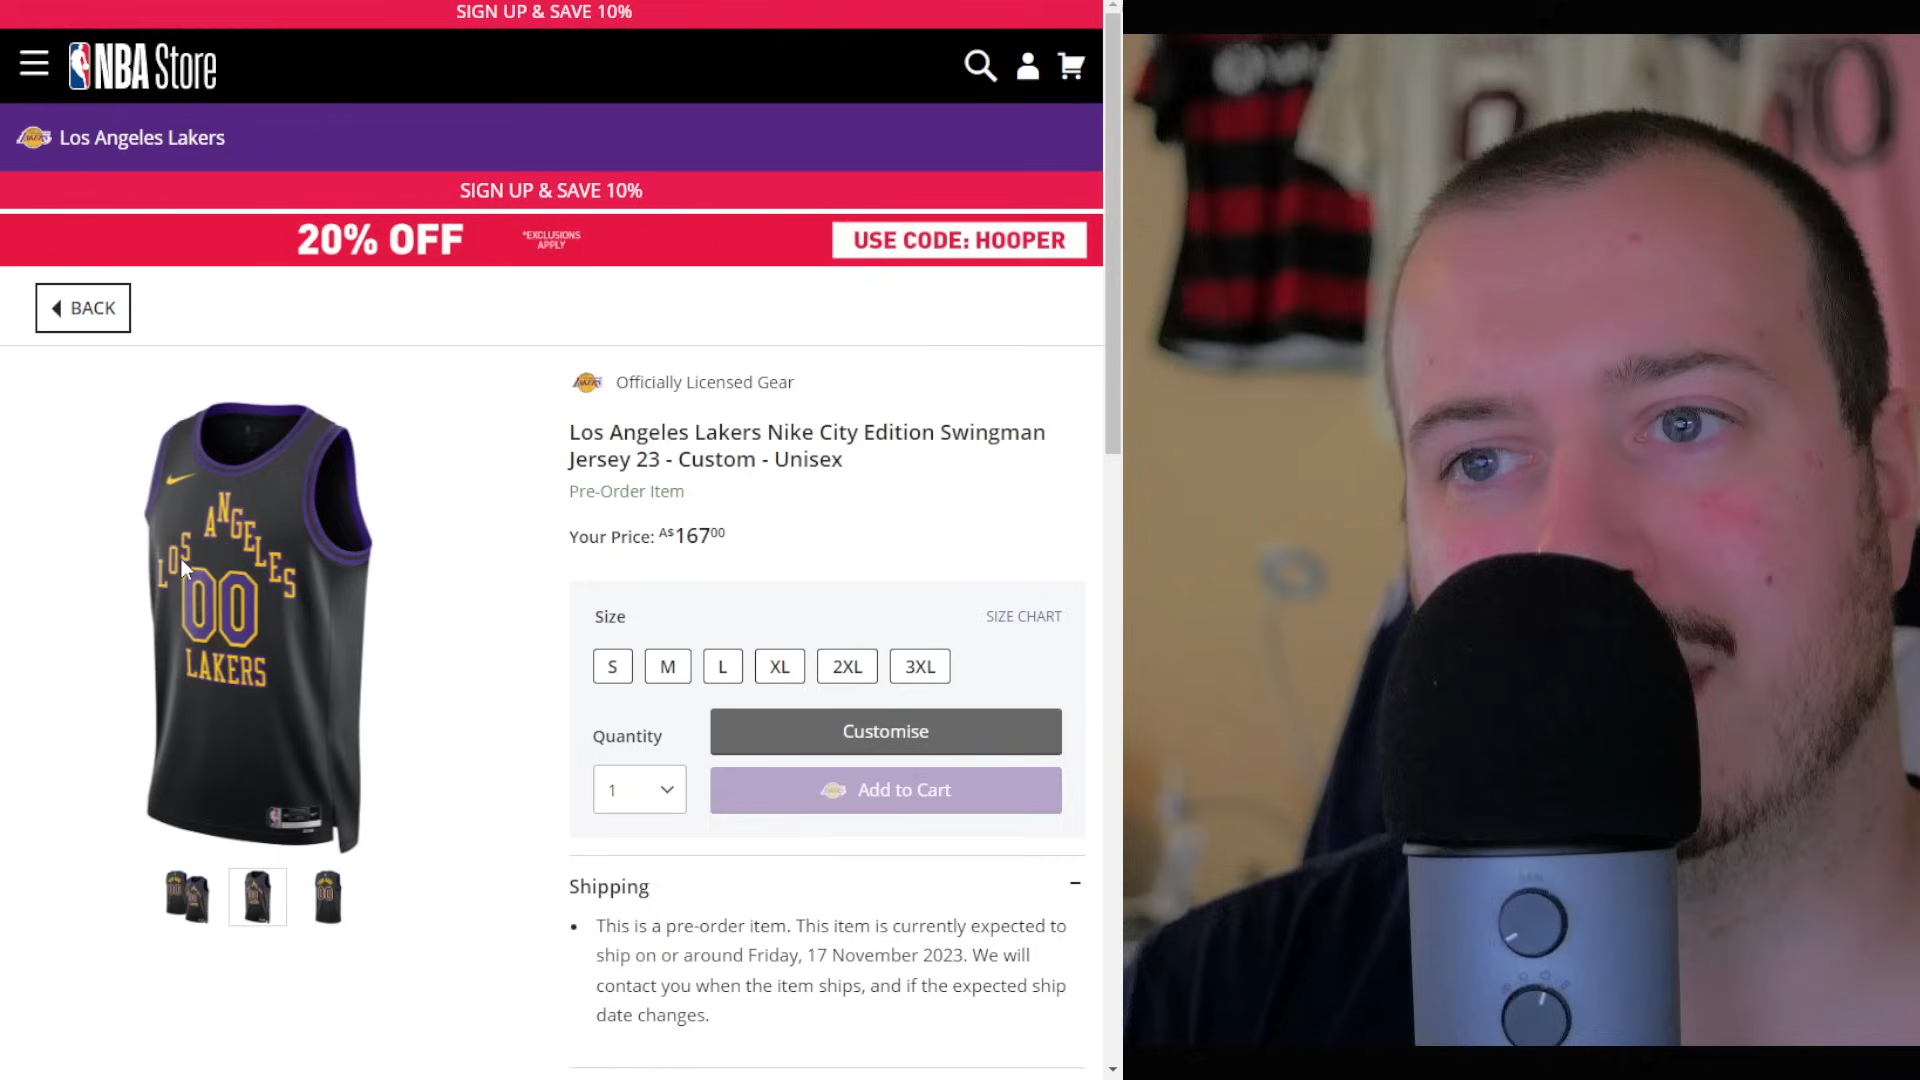 SIGN UP & SAVE 10%
NBA Store
Los Angeles Lakers
SIGN UP & SAVE 10%
20% OFF
*EXCLUSIONS
APPLY
USE CODE: HOOPER
BACK
Officially Licensed Gear
Los Angeles Lakers Nike City Edition Swingman
Jersey 23 - Custom - Unisex
Pre-Order Item
Your Price: A$16700
LOS ANGELES
00
LAKERS
Size
SIZE CHART
S M L XL 2XL 3XL
Quantity
Customise
1
Add to Cart
Shipping
• This is a pre-order item. This item is currently expected to
ship on or around Friday, 17 November 2023. We will
contact you when the item ships, and if the expected ship
date changes.